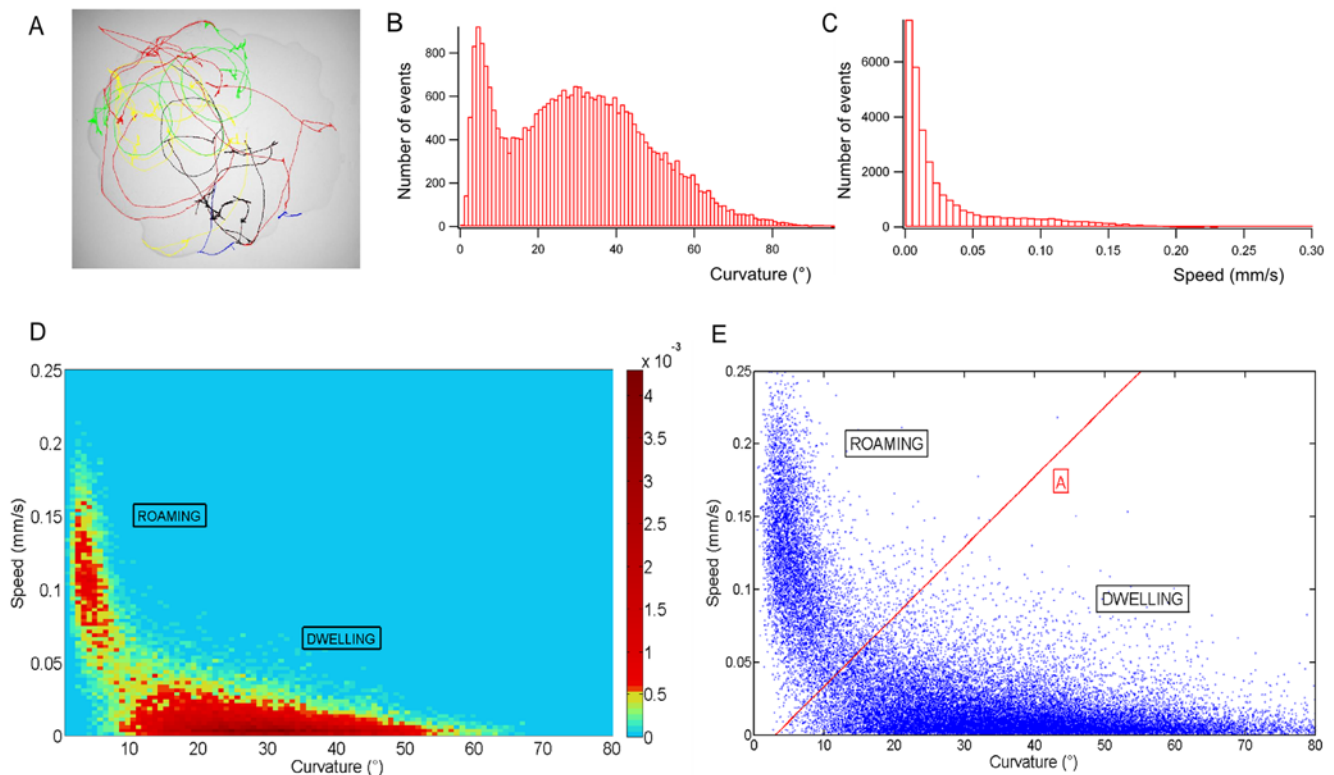 A
B
Number of events
800
600
400
200
0
0 20 40 60 80
Curvature (°)
C
Number of events
6000
4000
2000
0
0.00 0.05 0.10 0.15 0.20 0.25 0.30
Speed (mm/s)
D
Speed (mm/s)
0.25
0.2
0.15
0.1
0.05
0
ROAMING
DWELLING
10 20 30 40 50 60 70 80
Curvature (°)
x 10⁻³
4
3.5
3
2.5
2
1.5
1
0.5
0
E
Speed (mm/s)
0.25
0.2
0.15
0.1
0.05
0
ROAMING
A
DWELLING
0 10 20 30 40 50 60 70 80
Curvature (°)